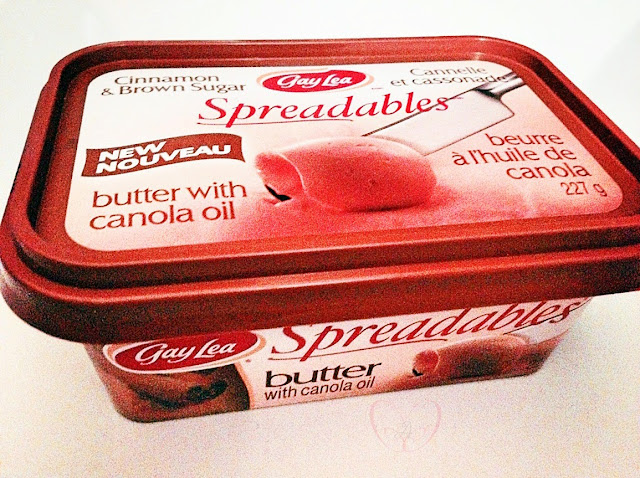 Cinnamon
& Brown Sugar
Gay Lea
Cannelle
et cassonade
Spreadables
NEW
NOUVEAU
butter with
canola oil
beurre
à l'huile de
canola
227 g
Gay Lea
Spreadables
butter
with canola oil